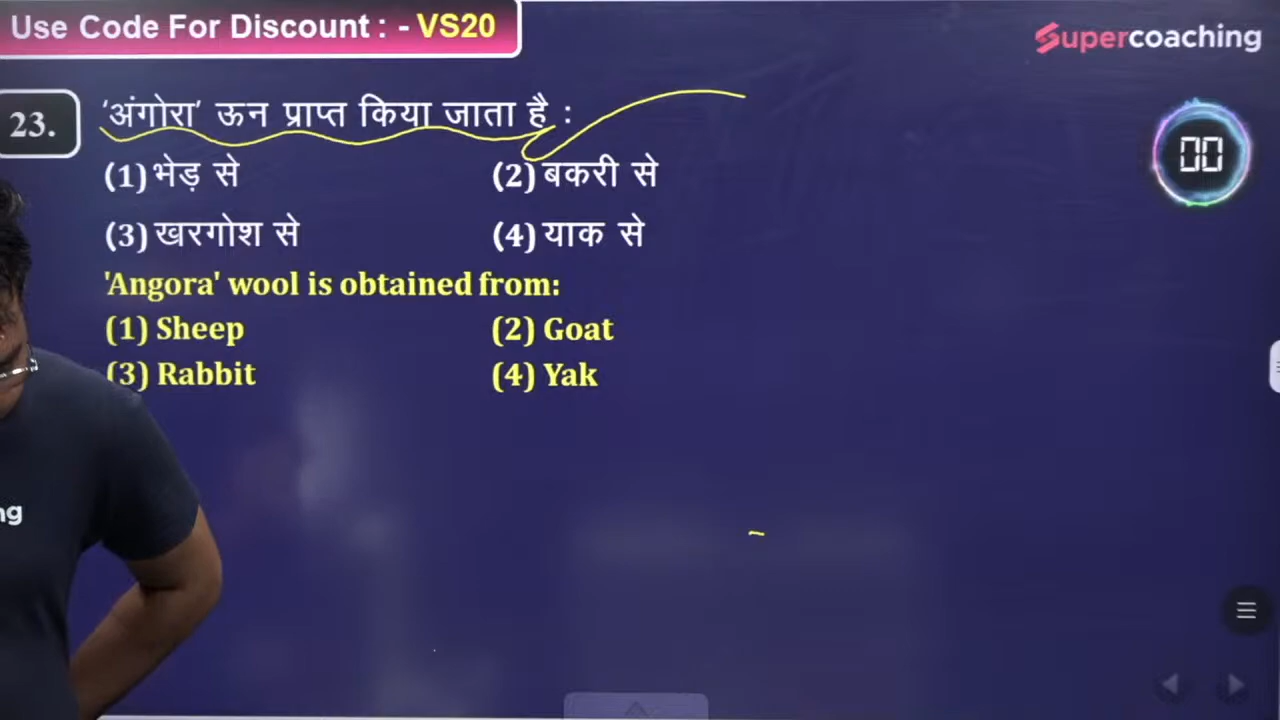 Use Code For Discount : - VS20
Supercoaching
23.
'अंगोरा' ऊन प्राप्त किया जाता है :
00
(1) भेड़ से (2) बकरी से
(3) खरगोश से (4) याक से
'Angora' wool is obtained from:
(1) Sheep (2) Goat
(3) Rabbit (4) Yak
ng